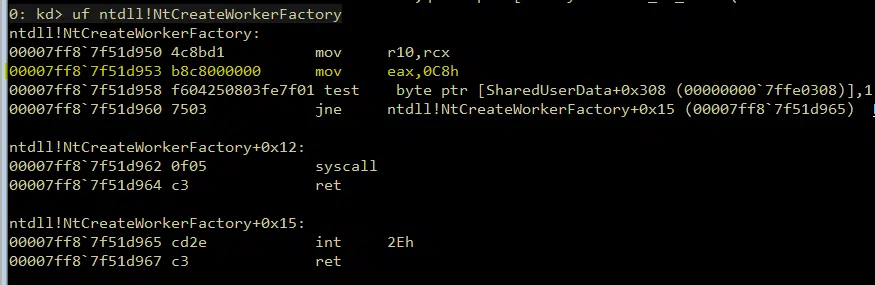 0: kd> uf ntdll!NtCreateWorkerFactory
ntdll!NtCreateWorkerFactory:
00007ff8`7f51d950 4c8bd1 mov r10,rcx
00007ff8`7f51d953 b8c8000000 mov eax,0C8h
00007ff8`7f51d958 f604250803fe7f01 test byte ptr [SharedUserData+0x308 (00000000`7ffe0308)],1
00007ff8`7f51d960 7503 jne ntdll!NtCreateWorkerFactory+0x15 (00007ff8`7f51d965)
ntdll!NtCreateWorkerFactory+0x12:
00007ff8`7f51d962 0f05 syscall
00007ff8`7f51d964 c3 ret
ntdll!NtCreateWorkerFactory+0x15:
00007ff8`7f51d965 cd2e int 2Eh
00007ff8`7f51d967 c3 ret